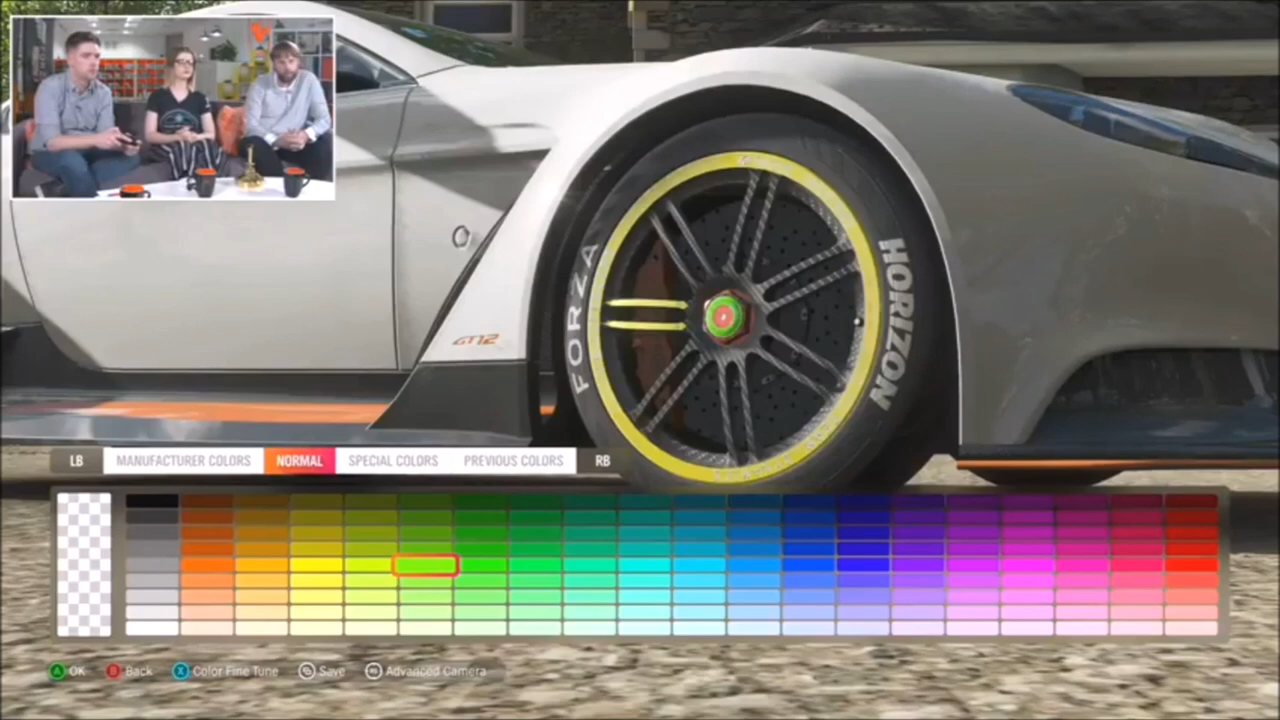 FORZA
HORIZON
GT12
LB
MANUFACTURER COLORS
NORMAL
SPECIAL COLORS
PREVIOUS COLORS
RB
A OK
B Back
X Color Fine Tune
Save
Advanced Camera